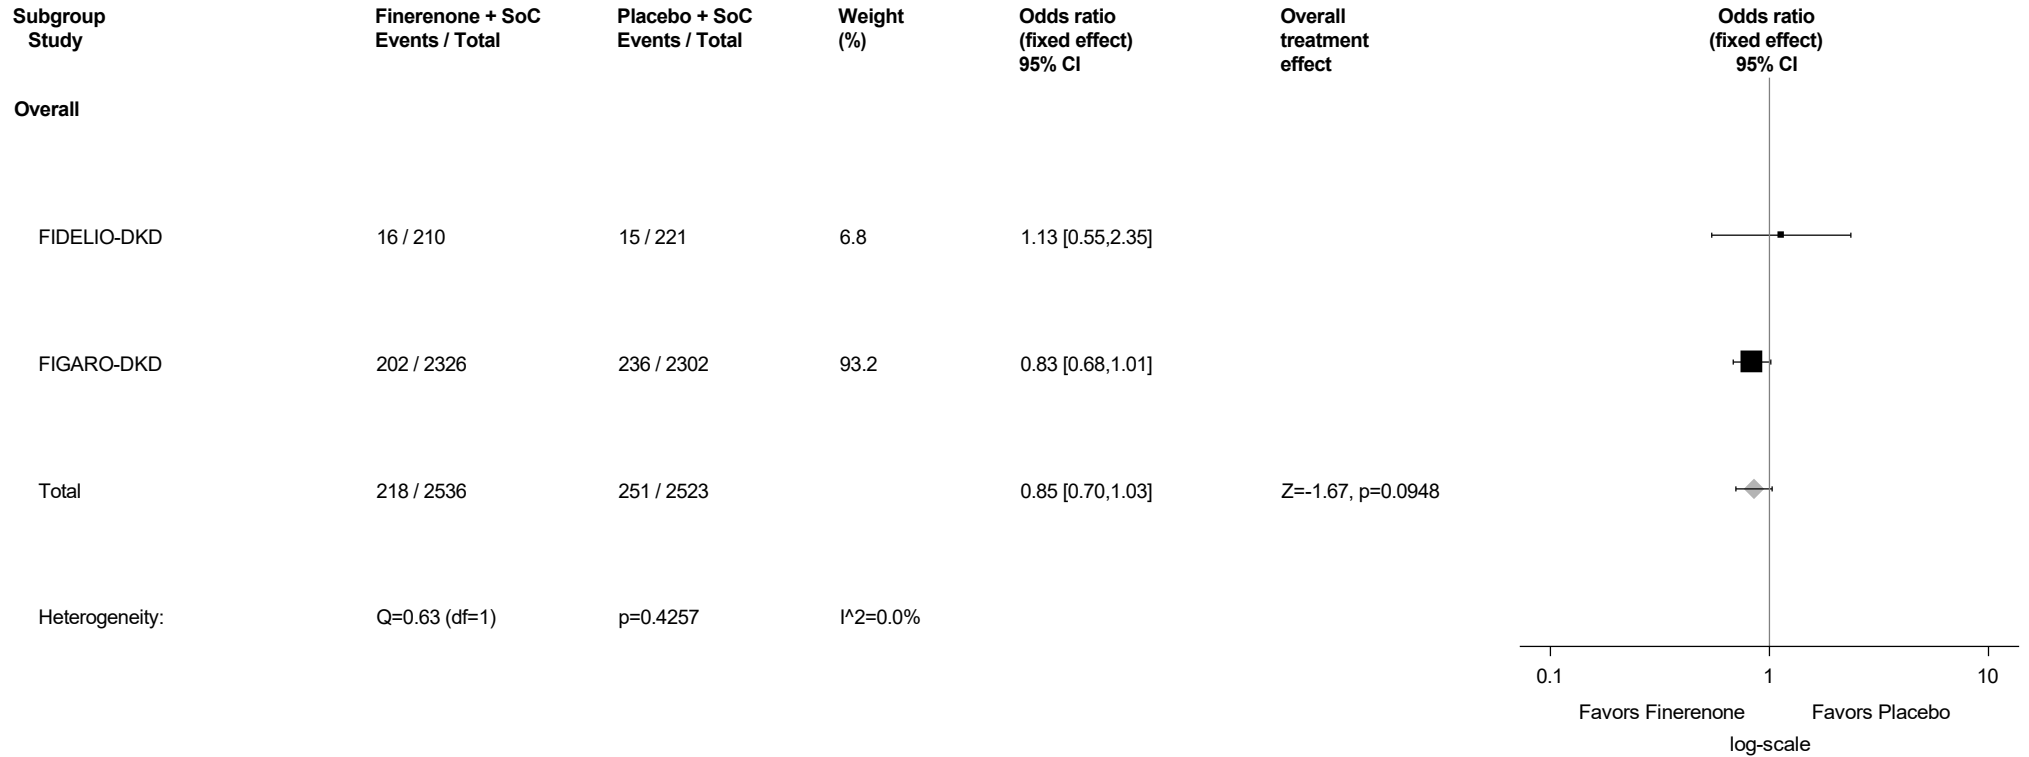 Subgroup Finerenone + SoC Placebo + SoC Weight Odds ratio Overall Odds ratio
Study Events / Total Events / Total (%) (fixed effect) treatment (fixed effect)
95% CI effect 95% CI
Overall
FIDELIO-DKD 16 / 210 15 / 221 6.8 1.13 [0.55,2.35]
FIGARO-DKD 202 / 2326 236 / 2302 93.2 0.83 [0.68,1.01]
Total 218 / 2536 251 / 2523 0.85 [0.70,1.03] Z=-1.67, p=0.0948
Heterogeneity: Q=0.63 (df=1) p=0.4257 I^2=0.0%
0.1 1 10
Favors Finerenone Favors Placebo
log-scale